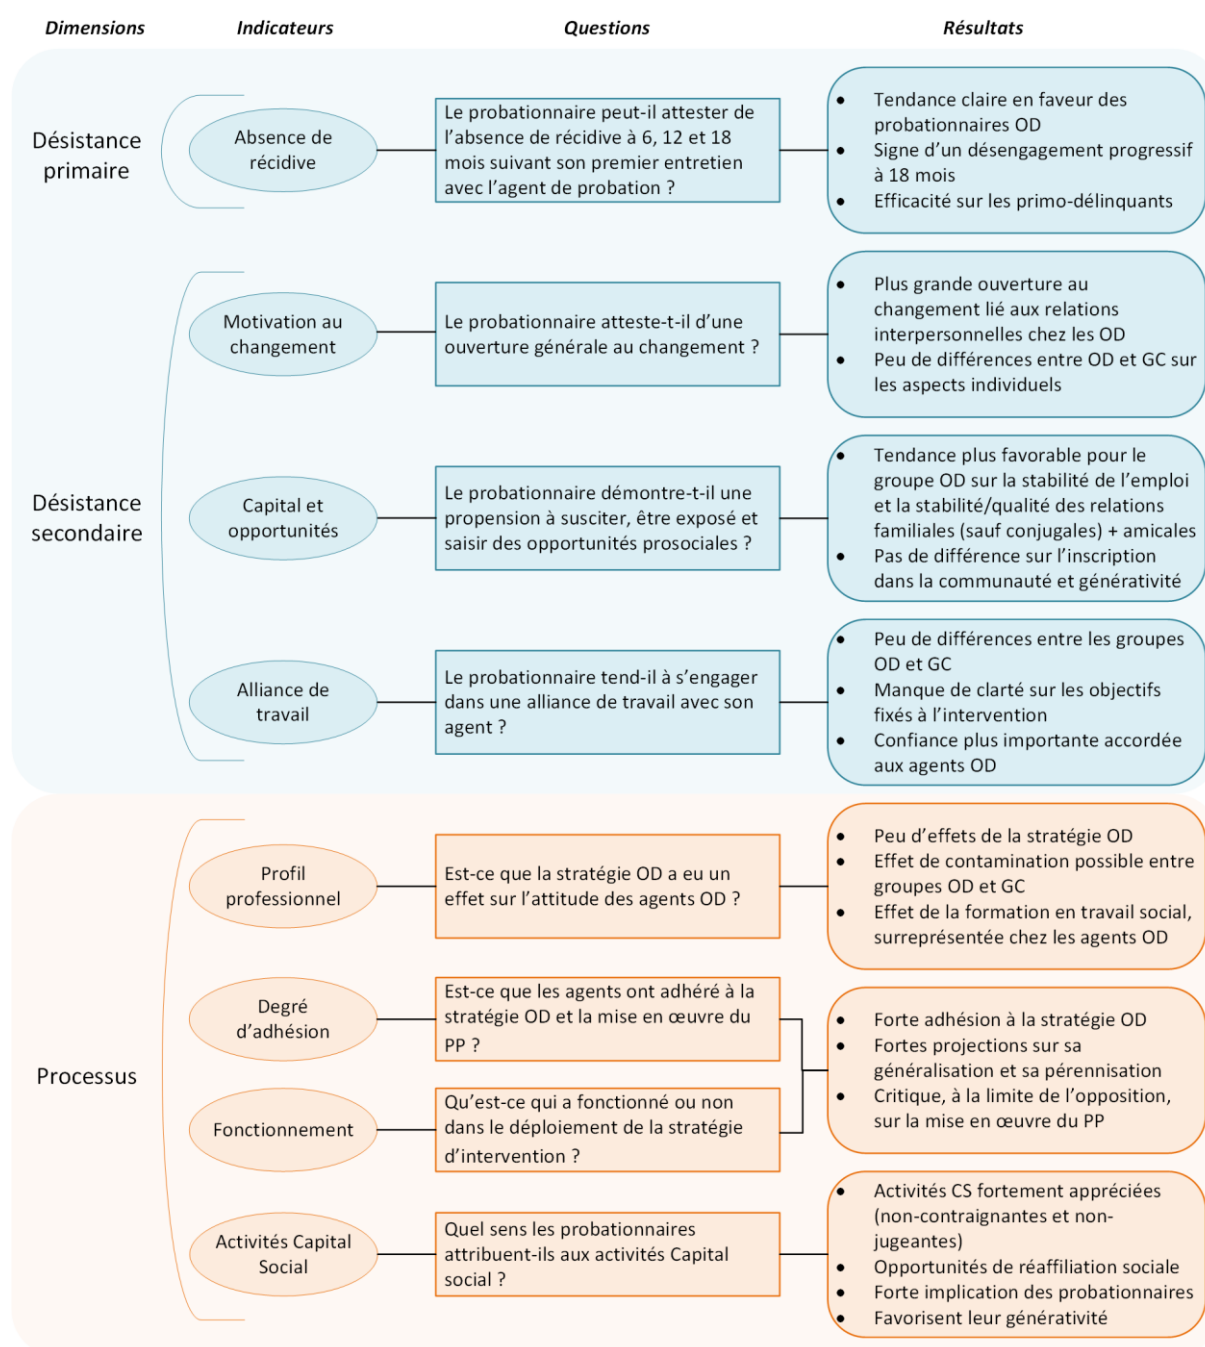 Dimensions
Indicateurs
Questions
Résultats
Désistance
primaire
Absence de
récidive
Le probationnaire peut-il attester de
l’absence de récidive à 6, 12 et 18
mois suivant son premier entretien
avec l’agent de probation ?
• Tendance claire en faveur des
probationnaires OD
• Signe d’un désengagement progressif
à 18 mois
• Efficacité sur les primo-délinquants
Désistance
secondaire
Motivation au
changement
Le probationnaire atteste-t-il d’une
ouverture générale au changement ?
• Plus grande ouverture au
changement lié aux relations
interpersonnelles chez les OD
• Peu de différences entre OD et GC sur
les aspects individuels
Capital et
opportunités
Le probationnaire démontre-t-il une
propension à susciter, être exposé et
saisir des opportunités prosociales ?
• Tendance plus favorable pour le
groupe OD sur la stabilité de l’emploi
et la stabilité/qualité des relations
familiales (sauf conjugales) + amicales
• Pas de différence sur l’inscription
dans la communauté et générativité
Alliance de
travail
Le probationnaire tend-il à s’engager
dans une alliance de travail avec son
agent ?
• Peu de différences entre les groupes
OD et GC
• Manque de clarté sur les objectifs
fixés à l’intervention
• Confiance plus importante accordée
aux agents OD
Processus
Profil
professionnel
Est-ce que la stratégie OD a eu un
effet sur l’attitude des agents OD ?
• Peu d’effets de la stratégie OD
• Effet de contamination possible entre
groupes OD et GC
• Effet de la formation en travail social,
surreprésentée chez les agents OD
Degré
d’adhésion
Est-ce que les agents ont adhéré à la
stratégie OD et la mise en œuvre du
PP ?
Fonctionnement
Qu’est-ce qui a fonctionné ou non
dans le déploiement de la stratégie
d’intervention ?
• Forte adhésion à la stratégie OD
• Fortes projections sur sa
généralisation et sa pérennisation
• Critique, à la limite de l’opposition,
sur la mise en œuvre du PP
Activités Capital
Social
Quel sens les probationnaires
attribuent-ils aux activités Capital
social ?
• Activités CS fortement appréciées
(non-contraignantes et non-
jugeantes)
• Opportunités de réaffiliation sociale
• Forte implication des probationnaires
• Favorisent leur générativité